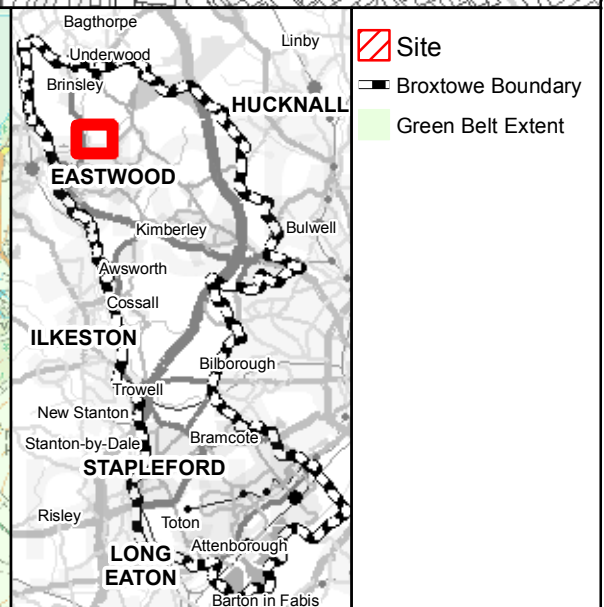 Bagthorpe
Linby
Underwood
Brinsley
HUCKNALL
EASTWOOD
Kimberley
Bulwell
Awsworth
Cossall
ILKESTON
Bilborough
Trowell
New Stanton
Bramcote
Stanton-by-Dale
STAPLEFORD
Risley
Toton
Attenborough
LONG
EATON
Barton in Fabis
Site
Broxtowe Boundary
Green Belt Extent